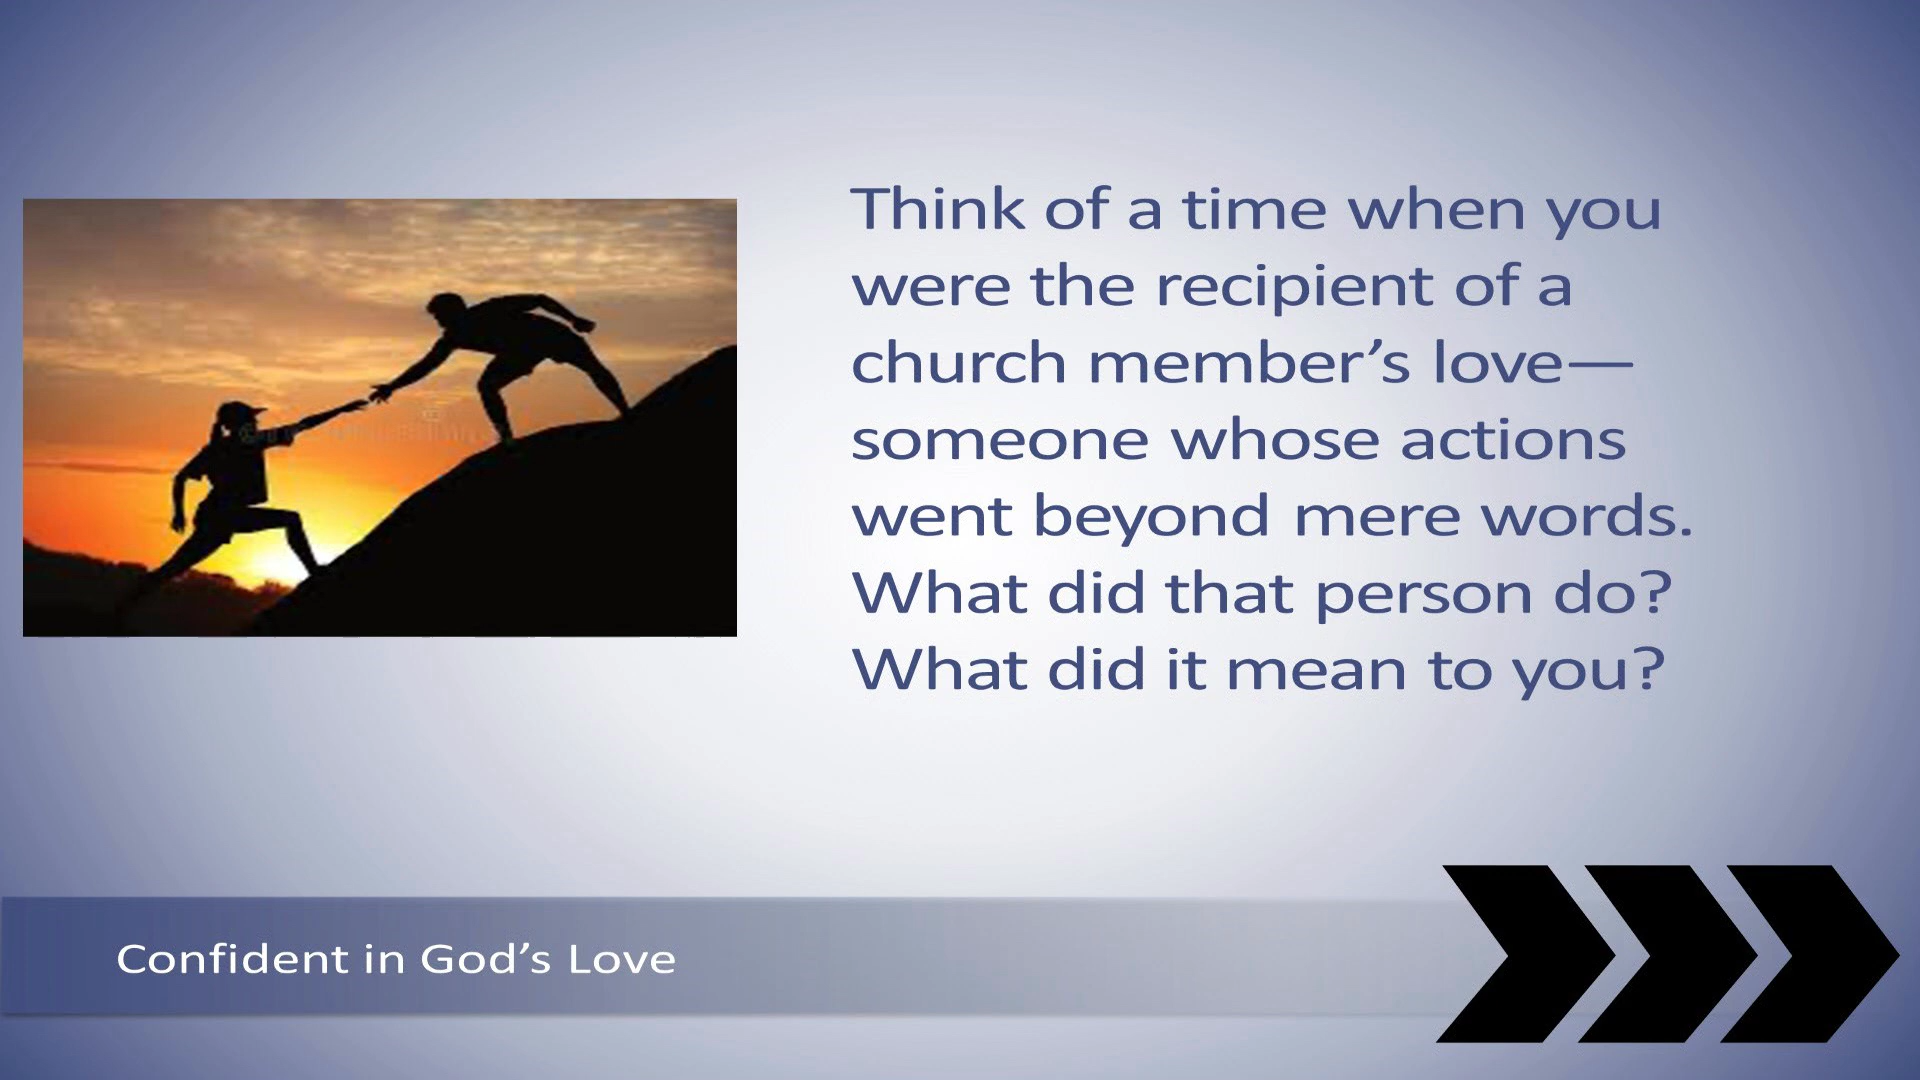 Think of a time when you
were the recipient of a
church member’s love—
someone whose actions
went beyond mere words.
What did that person do?
What did it mean to you?
Confident in God’s Love